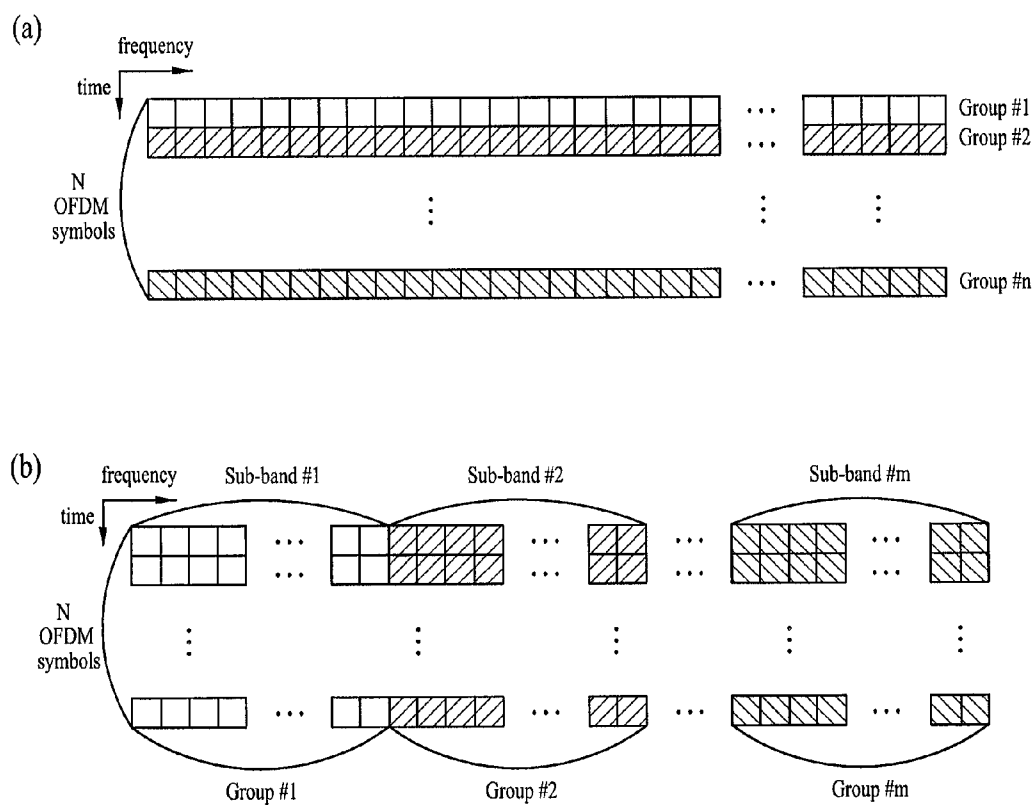 (a)
frequency
time
Group #1
Group #2
N
OFDM
symbols
Group #n
(b)
frequency
Sub-band #1
Sub-band #2
Sub-band #m
time
N
OFDM
symbols
Group #1
Group #2
Group #m